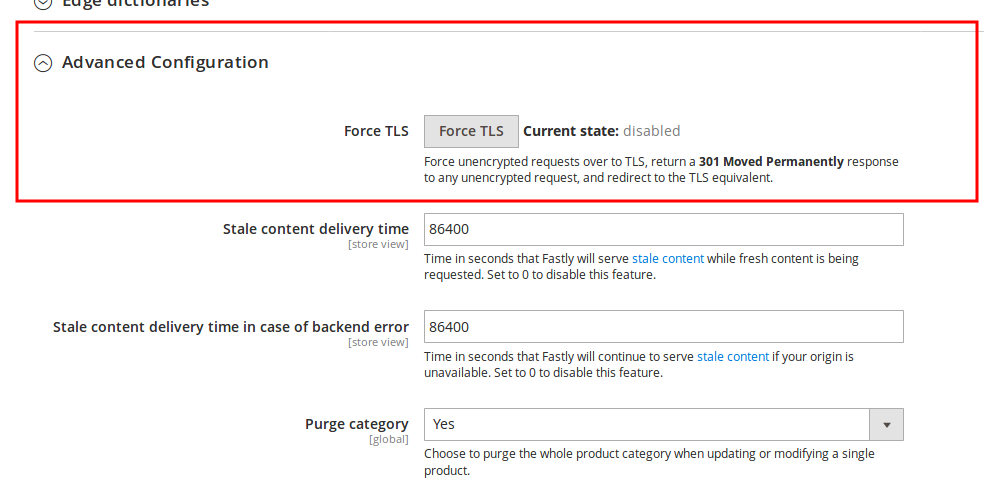 Edge dictionaries
Advanced Configuration
Force TLS
Force TLS Current state: disabled
Force unencrypted requests over to TLS, return a 301 Moved Permanently response
to any unencrypted request, and redirect to the TLS equivalent.
Stale content delivery time
[store view]
86400
Time in seconds that Fastly will serve stale content while fresh content is being
requested. Set to 0 to disable this feature.
Stale content delivery time in case of backend error
[store view]
86400
Time in seconds that Fastly will continue to serve stale content if your origin is
unavailable. Set to 0 to disable this feature.
Purge category
[global]
Yes
Choose to purge the whole product category when updating or modifying a single
product.